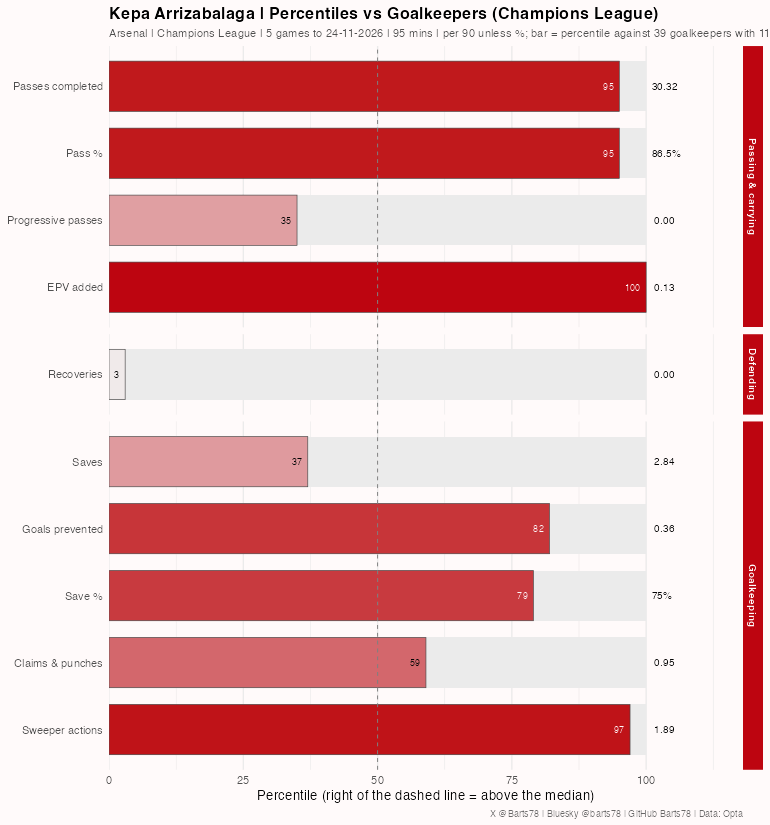 Kepa Arrizabalaga | Percentiles vs Goalkeepers (Champions League)
Arsenal | Champions League | 5 games to 24-11-2026 | 95 mins | per 90 unless %; bar = percentile against 39 goalkeepers with 11
Passes completed 95 30.32
Pass % 95 86.5%
Progressive passes 35 0.00
EPV added 100 0.13
Passing & carrying
Recoveries 3 0.00
Defending
Saves 37 2.84
Goals prevented 82 0.36
Save % 79 75%
Claims & punches 59 0.95
Sweeper actions 97 1.89
Goalkeeping
0 25 50 75 100
Percentile (right of the dashed line = above the median)
X @Barts78 | Bluesky @barts78 | GitHub Barts78 | Data: Opta